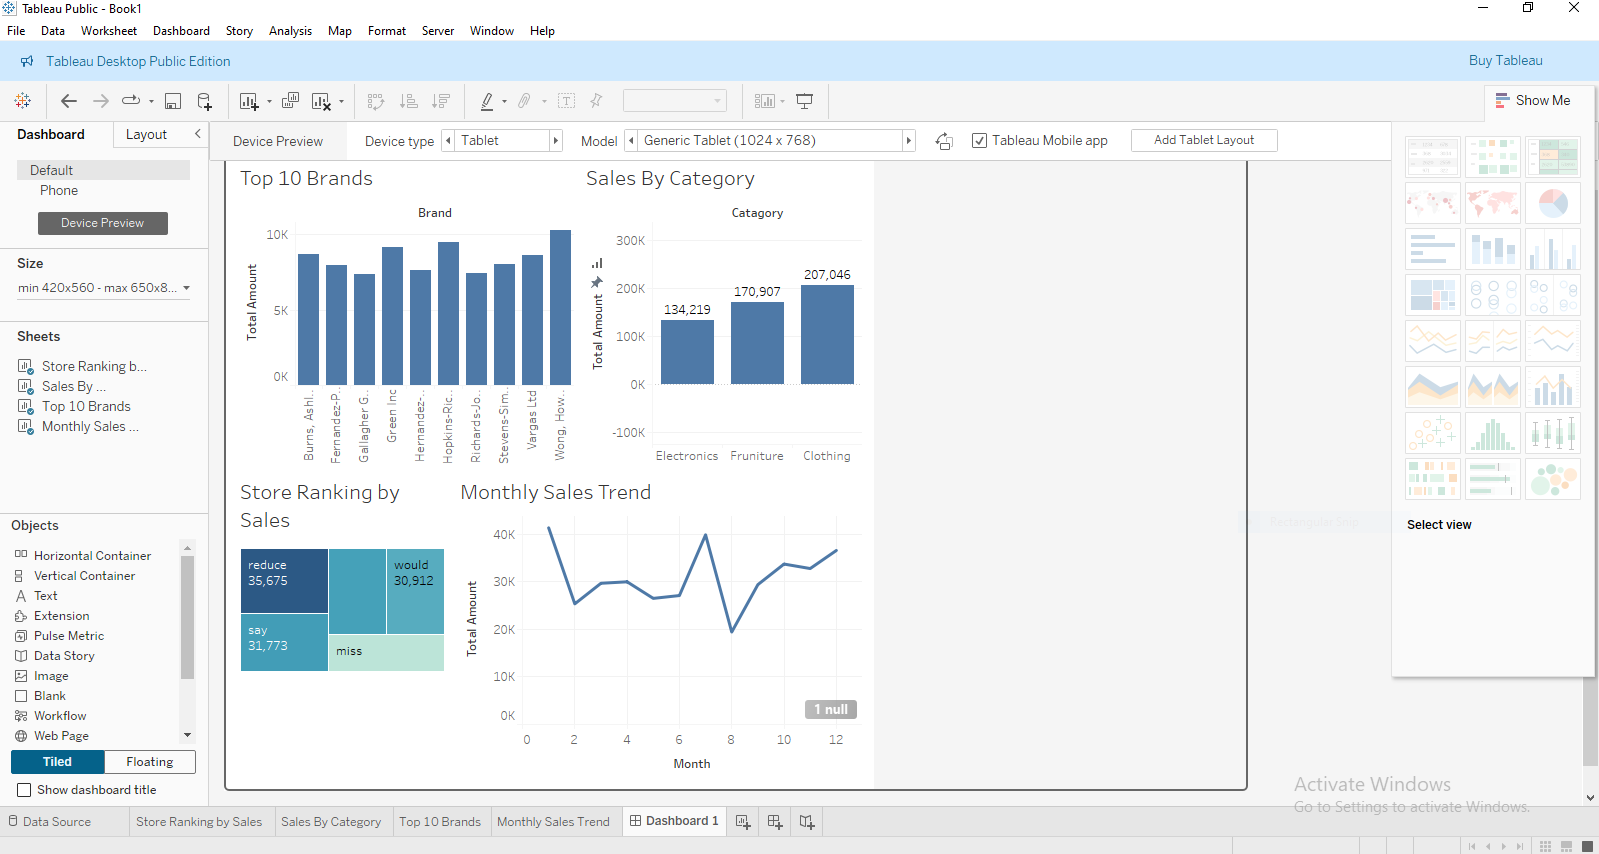 Tableau Public - Book1
File Data Worksheet Dashboard Story Analysis Map Format Server Window Help
Tableau Desktop Public Edition
Buy Tableau
Show Me
Dashboard Layout
Device Preview Device type Tablet Model Generic Tablet (1024 x 768) Tableau Mobile app Add Tablet Layout
Default
Phone
Device Preview
Size
min 420x560 - max 650x8...
Sheets
Store Ranking b...
Sales By ...
Top 10 Brands
Monthly Sales ...
Objects
Horizontal Container
Vertical Container
Text
Extension
Pulse Metric
Data Story
Image
Blank
Workflow
Web Page
Tiled Floating
Show dashboard title
Top 10 Brands
Brand
Total Amount
10K
5K
0K
Burns, Ashl..
Fernandez-P..
Gallagher G..
Green Inc
Hernandez-..
Hopkins-Ric..
Richards-Jo..
Stevens-Sim..
Vargas Ltd
Wong, How..
Sales By Category
Catagory
Total Amount
300K
200K
100K
0K
-100K
134,219
170,907
207,046
Electronics Fruniture Clothing
Store Ranking by
Sales
reduce
35,675
would
30,912
say
31,773
miss
Monthly Sales Trend
Total Amount
40K
30K
20K
10K
0K
1 null
0 2 4 6 8 10 12
Month
Rectangular Snip
Select view
Activate Windows
Go to Settings to activate Windows.
Data Source Store Ranking by Sales Sales By Category Top 10 Brands Monthly Sales Trend Dashboard 1